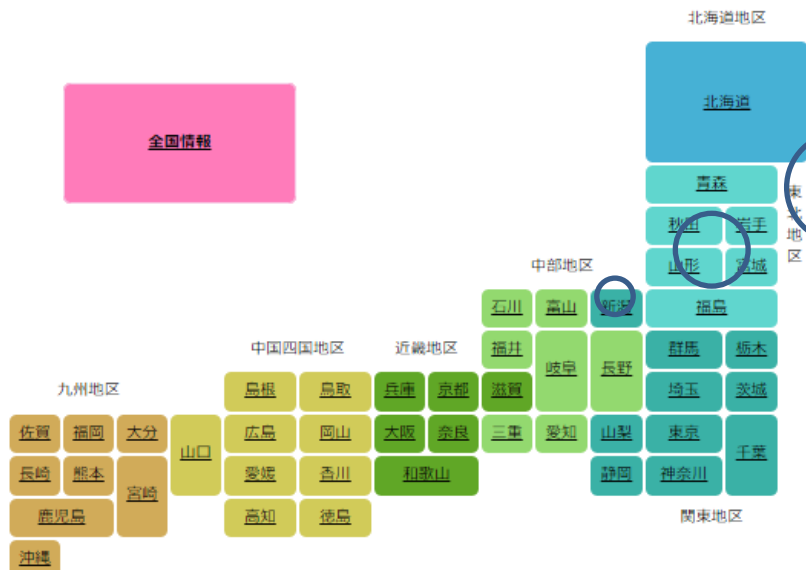 北海道地区
北海道
全国情報
青森
東北地区
秋田 岩手
山形 宮城
中部地区
石川 富山 新潟 福島
中国四国地区 近畿地区 福井 岐阜 長野 群馬 栃木
九州地区 島根 鳥取 兵庫 京都 滋賀 埼玉 茨城
佐賀 福岡 大分 山口 広島 岡山 大阪 奈良 三重 愛知 山梨 東京 千葉
長崎 熊本 宮崎 愛媛 香川 和歌山 静岡 神奈川
鹿児島 高知 徳島 関東地区
沖縄